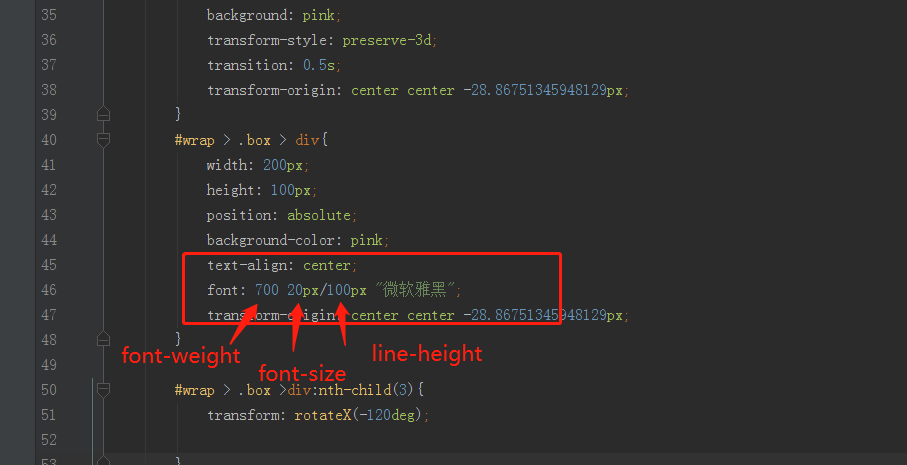 35 background: pink;
36 transform-style: preserve-3d;
37 transition: 0.5s;
38 transform-origin: center center -28.86751345948129px;
39 }
40 #wrap > .box > div{
41 width: 200px;
42 height: 100px;
43 position: absolute;
44 background-color: pink;
45 text-align: center;
46 font: 700 20px/100px "微软雅黑";
47 transform-origin: center center -28.86751345948129px;
48 }
font-weight
font-size
line-height
49
50 #wrap > .box >div:nth-child(3){
51 transform: rotateX(-120deg);
52
53 }